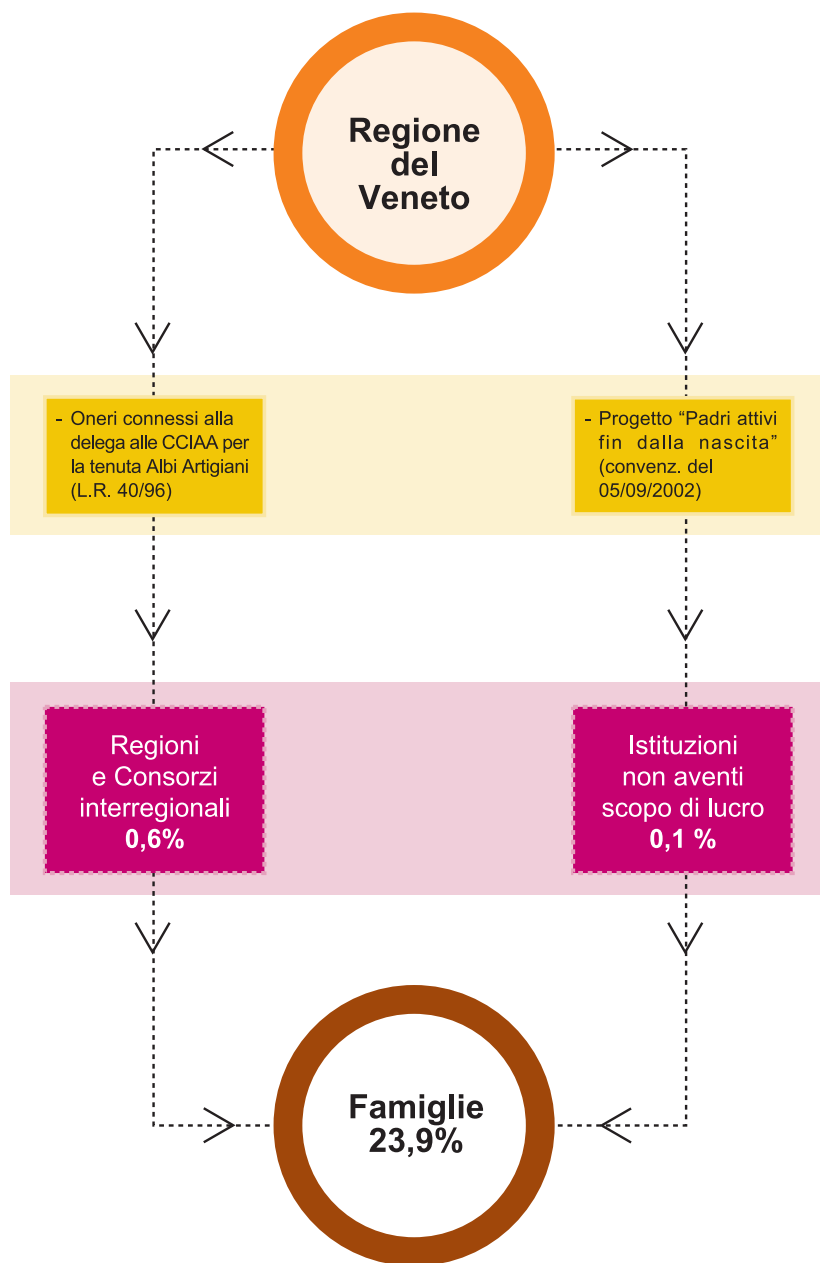 Regione
del
Veneto
- Oneri connessi alla
delega alle CCIAA per
la tenuta Albi Artigiani
(L.R. 40/96)
- Progetto “Padri attivi
fin dalla nascita”
(convenz. del
05/09/2002)
Regioni
e Consorzi
interregionali
0,6%
Istituzioni
non aventi
scopo di lucro
0,1 %
Famiglie
23,9%